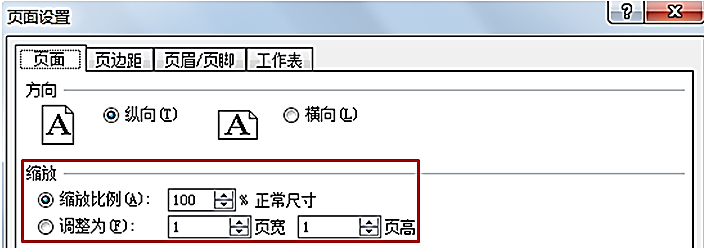 页面设置
页面 页边距 页眉/页脚 工作表
方向
A 纵向(T) A 横向(L)
缩放
缩放比例(A): 100 % 正常尺寸
调整为(F): 1 页宽 1 页高